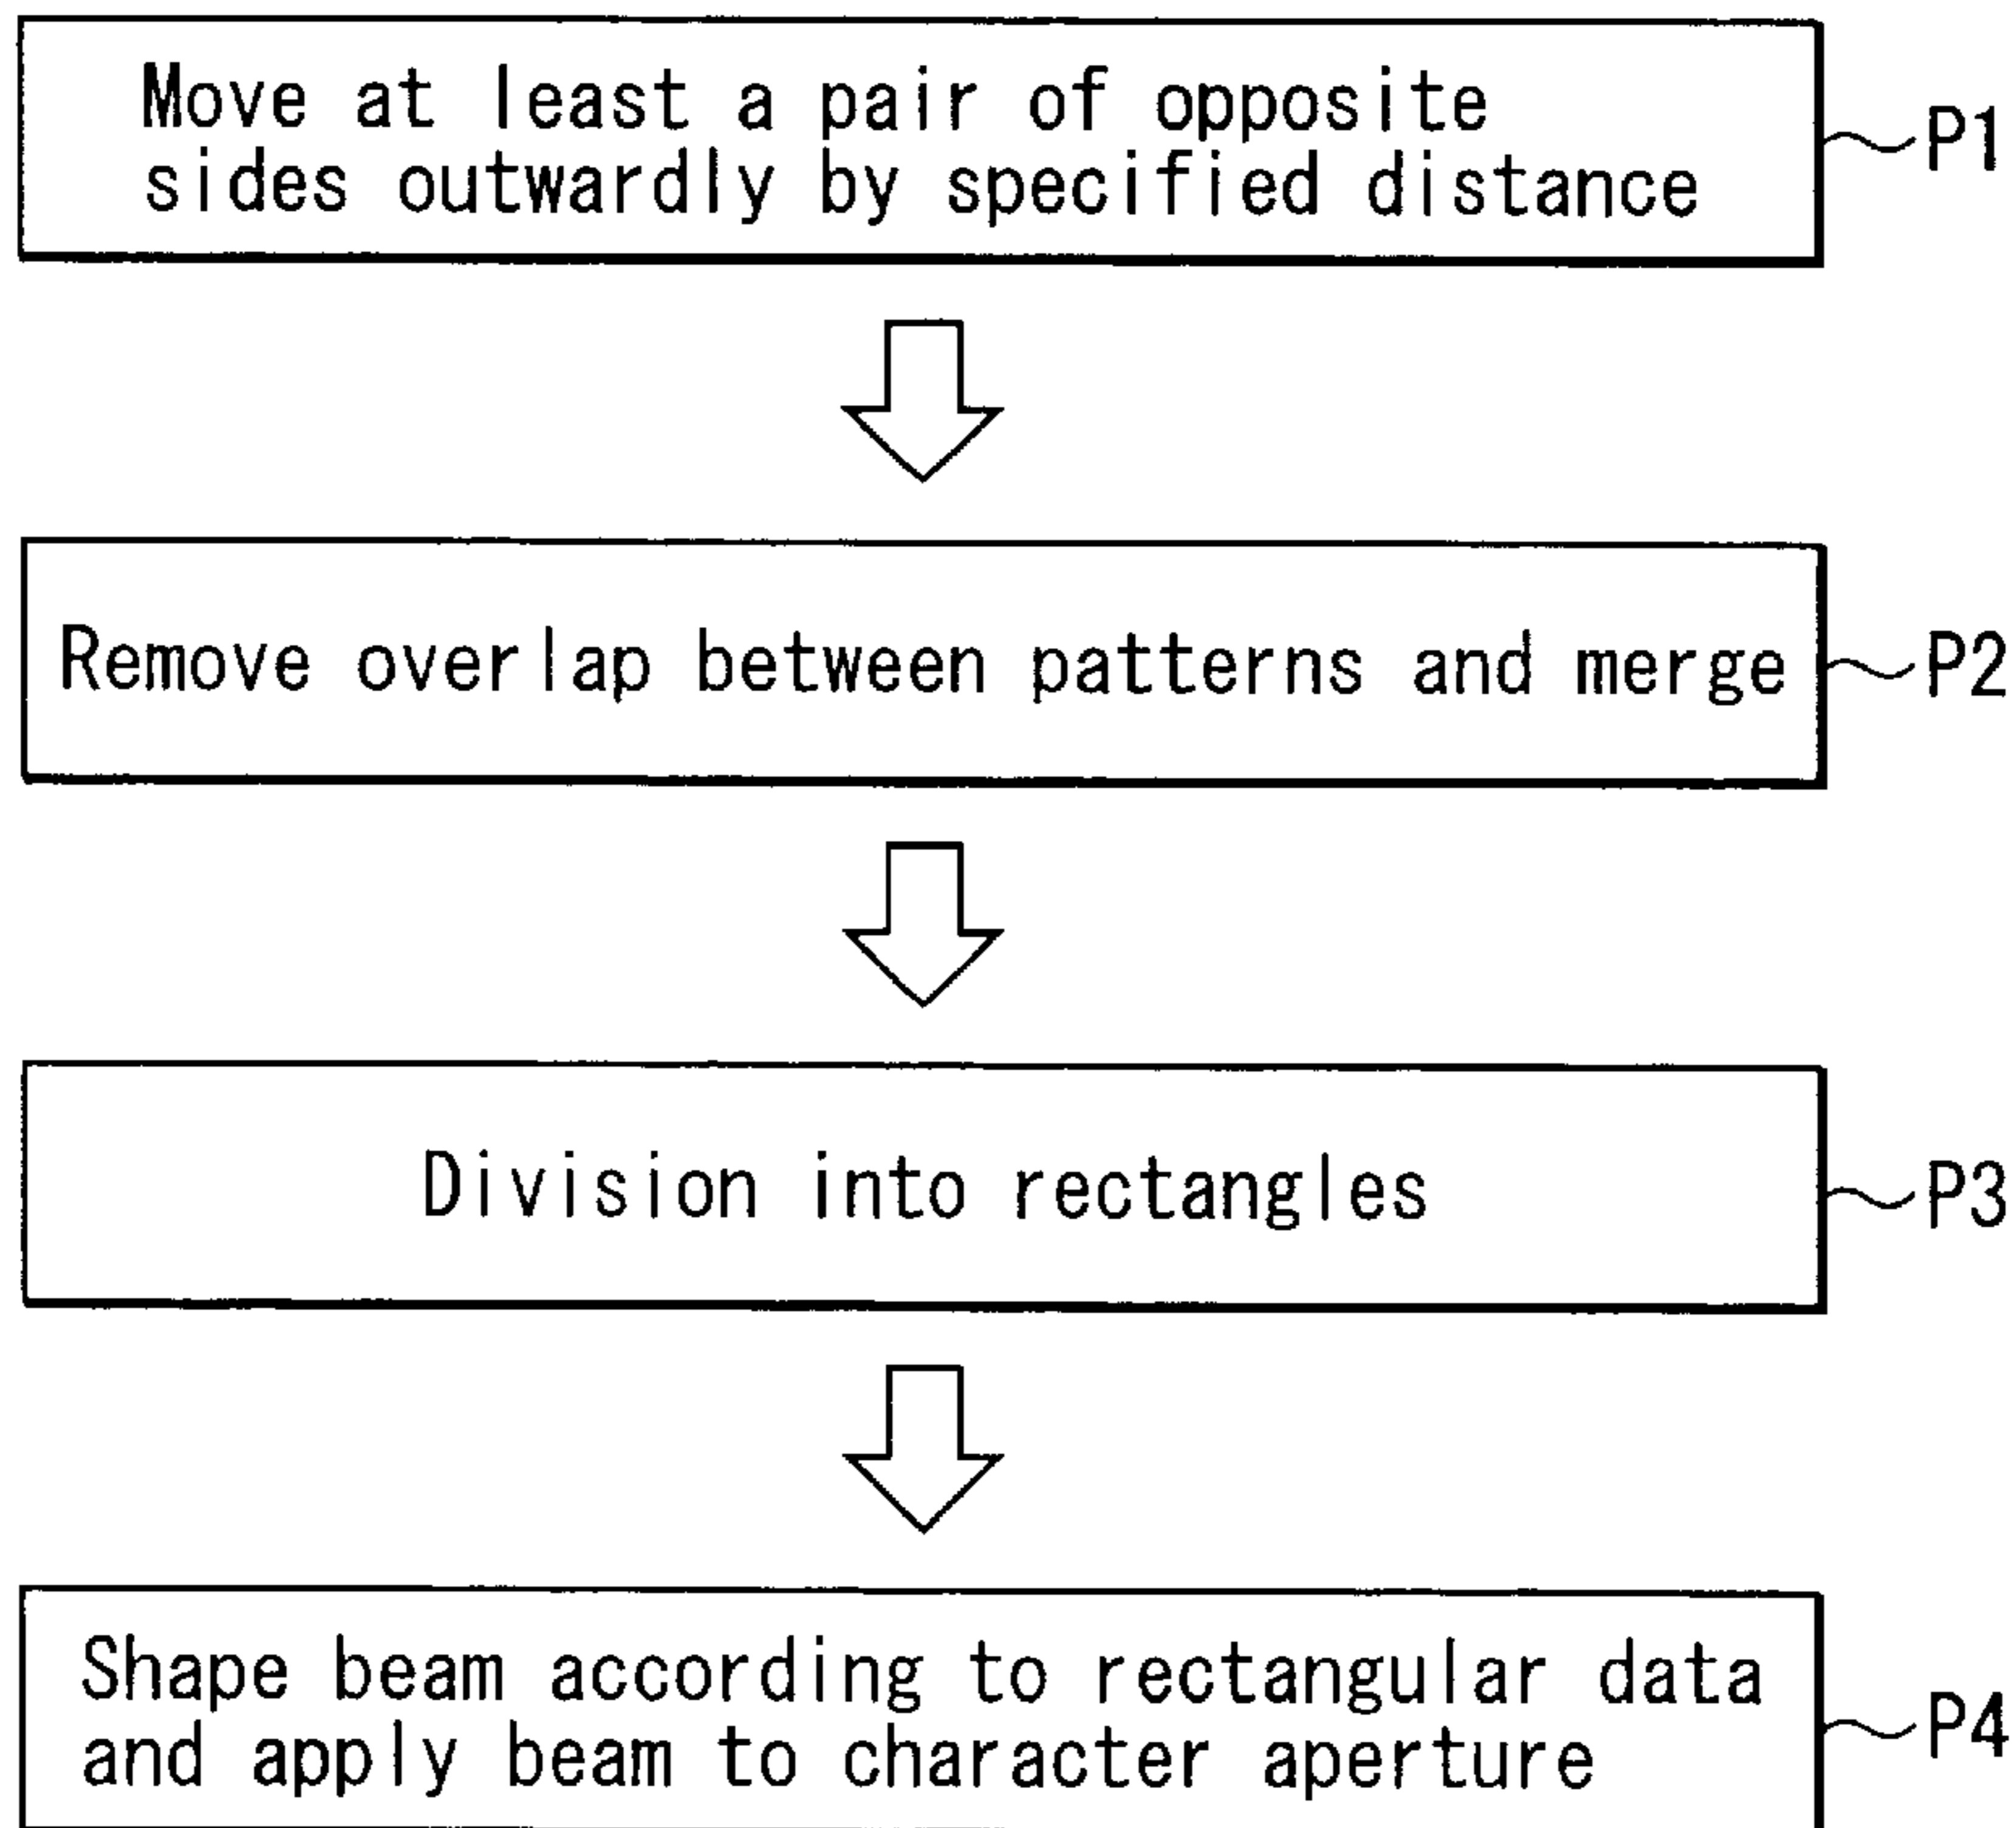 Move at least a pair of opposite
sides outwardly by specified distance
P1
Remove overlap between patterns and merge
P2
Division into rectangles
P3
Shape beam according to rectangular data
and apply beam to character aperture
P4